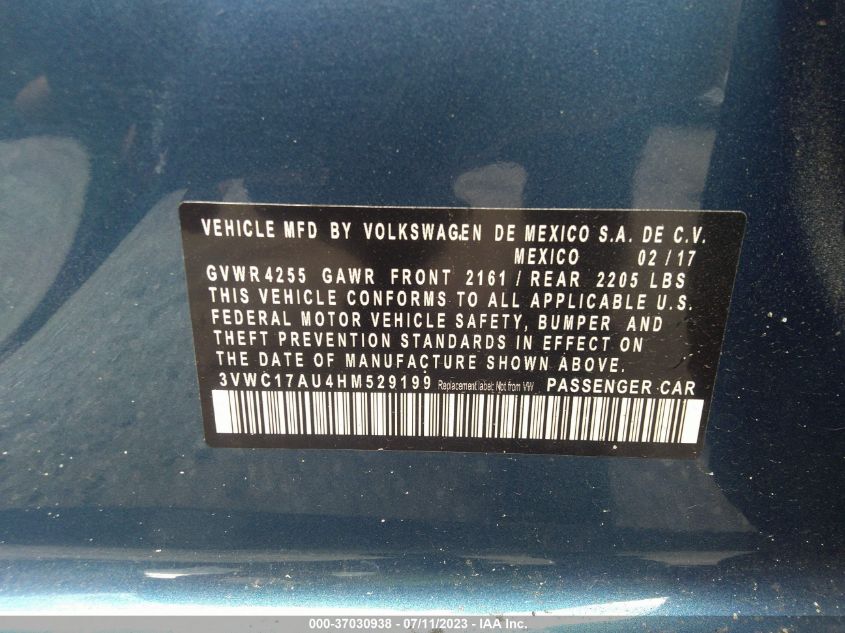 VEHICLE MFD BY VOLKSWAGEN DE MEXICO S.A. DE C.V.
MEXICO 02/17
GVWR4255 GAWR FRONT 2161/REAR 2205 LBS
THIS VEHICLE CONFORMS TO ALL APPLICABLE U.S.
FEDERAL MOTOR VEHICLE SAFETY, BUMPER AND
THEFT PREVENTION STANDARDS IN EFFECT ON
THE DATE OF MANUFACTURE SHOWN ABOVE.
3VWC17AU4HM529199 Replacement label; Not from VW PASSENGER CAR
000-37030938 - 07/11/2023 - IAA Inc.